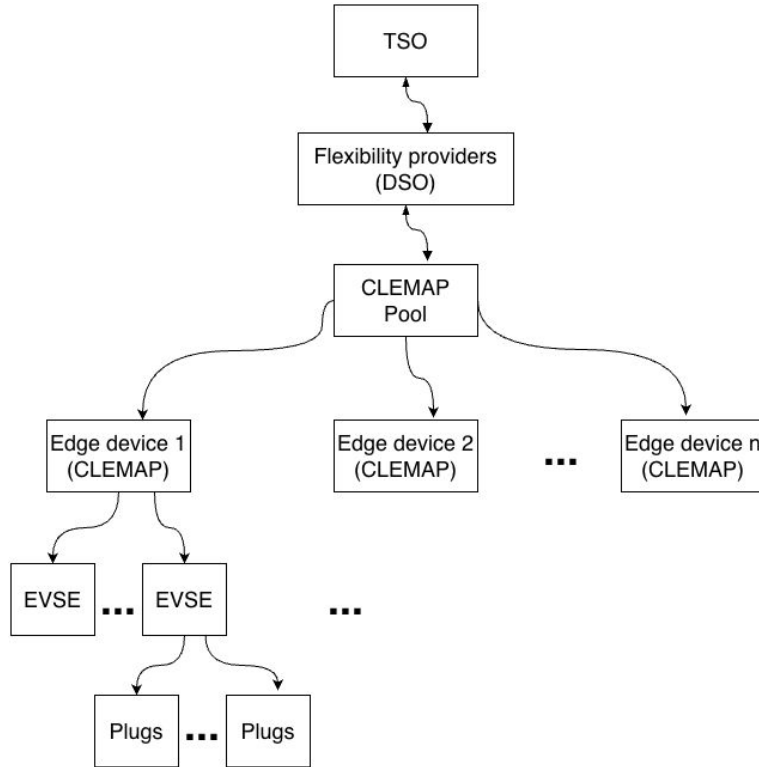 TSO
Flexibility providers
(DSO)
CLEMAP
Pool
Edge device 1
(CLEMAP)
Edge device 2
(CLEMAP)
...
Edge device n
(CLEMAP)
EVSE
...
EVSE
...
Plugs
...
Plugs